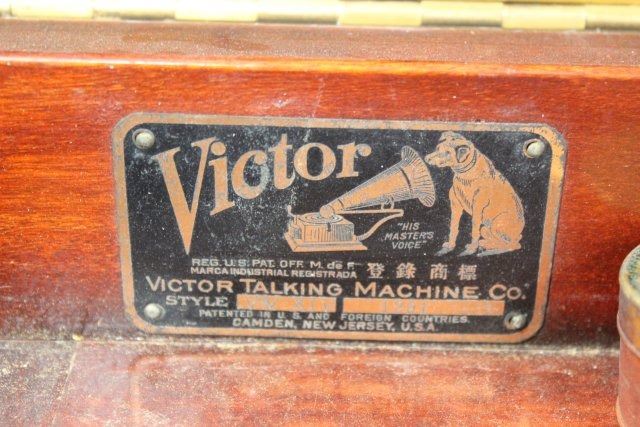 Victor
"HIS
MASTER'S
VOICE"
REG. U.S. PAT. OFF. M. de F.
MARCA INDUSTRIAL REGISTRADA 登錄商標
VICTOR TALKING MACHINE CO.
STYLE
PATENTED IN U.S. AND FOREIGN COUNTRIES.
CAMDEN, NEW JERSEY, U.S.A.